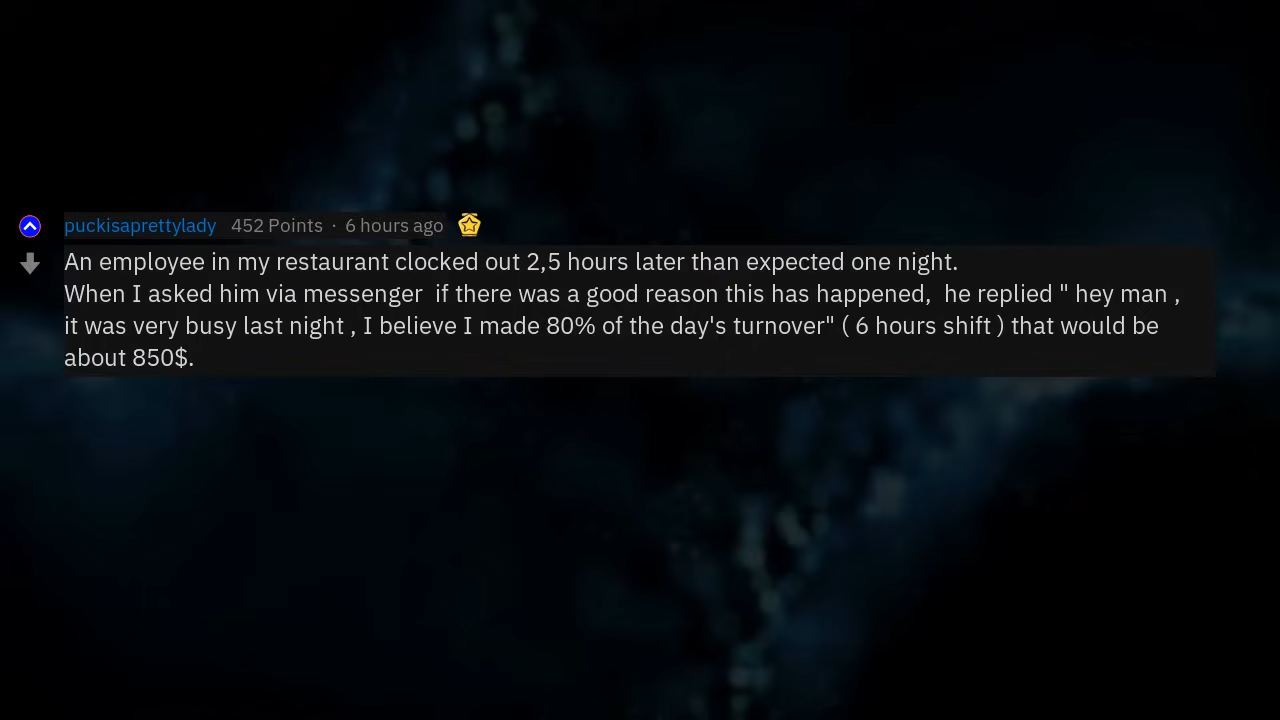 puckisaprettylady 452 Points · 6 hours ago
An employee in my restaurant clocked out 2,5 hours later than expected one night.
When I asked him via messenger  if there was a good reason this has happened,  he replied " hey man ,
it was very busy last night , I believe I made 80% of the day's turnover" ( 6 hours shift ) that would be
about 850$.